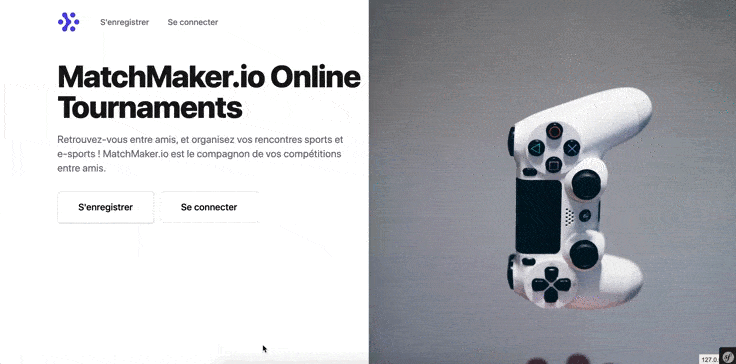 S'enregistrer Se connecter
MatchMaker.io Online
Tournaments
Retrouvez-vous entre amis, et organisez vos rencontres sports et
e-sports ! MatchMaker.io est le compagnon de vos compétitions
entre amis.
S'enregistrer Se connecter
127.0.